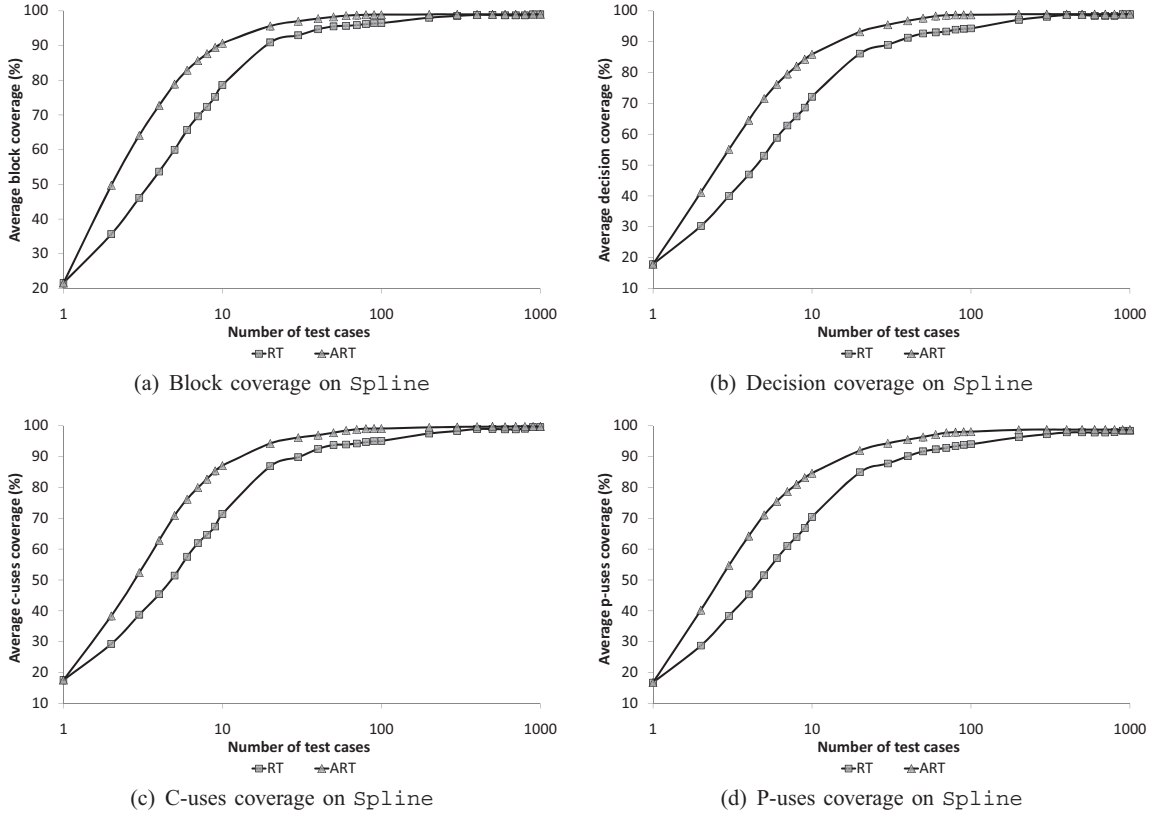 Average block coverage (%)
100
90
80
70
60
50
40
30
20
1 10 100 1000
Number of test cases
RT ART
(a) Block coverage on Spline
Average decision coverage (%)
100
90
80
70
60
50
40
30
20
10
1 10 100 1000
Number of test cases
RT ART
(b) Decision coverage on Spline
Average c-uses coverage (%)
100
90
80
70
60
50
40
30
20
10
1 10 100 1000
Number of test cases
RT ART
(c) C-uses coverage on Spline
Average p-uses coverage (%)
100
90
80
70
60
50
40
30
20
10
1 10 100 1000
Number of test cases
RT ART
(d) P-uses coverage on Spline